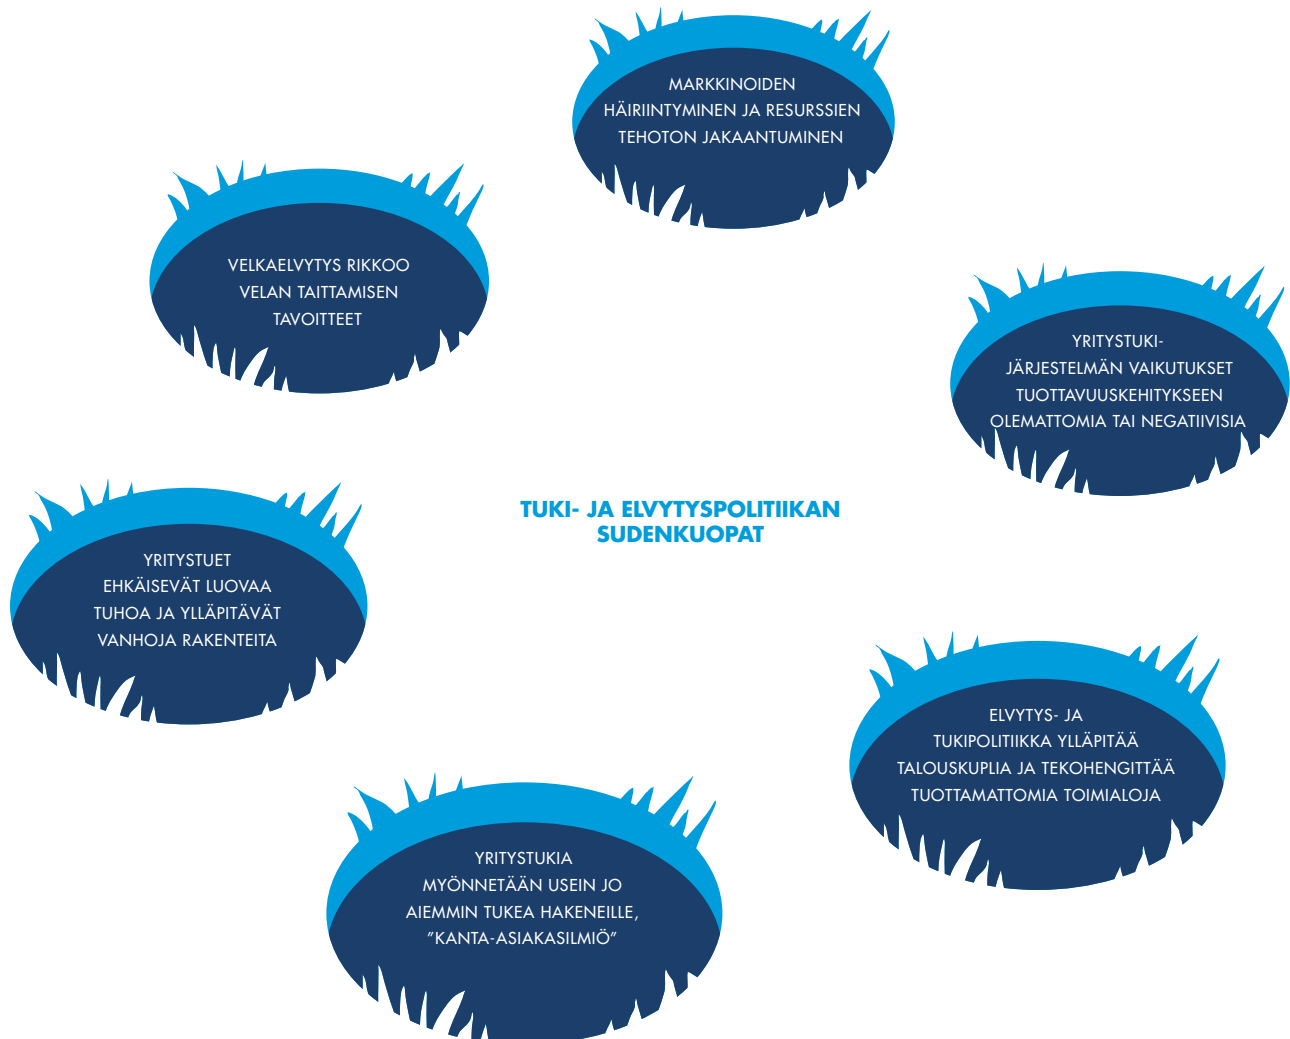 MARKKINOIDEN
HÄIRIINTYMINEN JA RESURSSIEN
TEHOTON JAKAANTUMINEN
VELKAELVYTYS RIKKOO
VELAN TAITTAMISEN
TAVOITTEET
YRITYSTUKI-
JÄRJESTELMÄN VAIKUTUKSET
TUOTTAVUUSKEHITYKSEEN
OLEMATTOMIA TAI NEGATIIVISIA
TUKI- JA ELVYTYSPOLITIIKAN
SUDENKUOPAT
YRITYSTUET
EHKÄISEVÄT LUOVAA
TUHOA JA YLLÄPITÄVÄT
VANHOJA RAKENTEITA
ELVYTYS- JA
TUKIPOLITIIKKA YLLÄPITÄÄ
TALOUSKUPLIA JA TEKOHENGITTÄÄ
TUOTTAMATTOMIA TOIMIALOJA
YRITYSTUKIA
MYÖNNETÄÄN USEIN JO
AIEMMIN TUKEA HAKENEILLE,
”KANTA-ASIAKASILMIÖ”